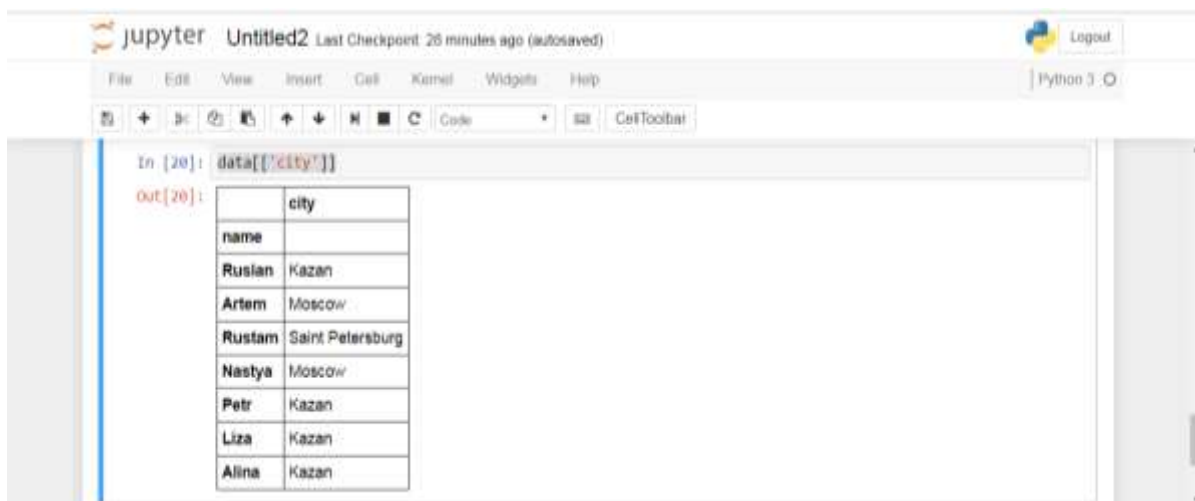 jupyter Untitled2 Last Checkpoint: 26 minutes ago (autosaved) Logout
File Edit View Insert Cell Kernel Widgets Help Python 3
Code CellToolbar
In [20]: data[['city']]
Out[20]:
city
name
Ruslan Kazan
Artem Moscow
Rustam Saint Petersburg
Nastya Moscow
Petr Kazan
Liza Kazan
Alina Kazan